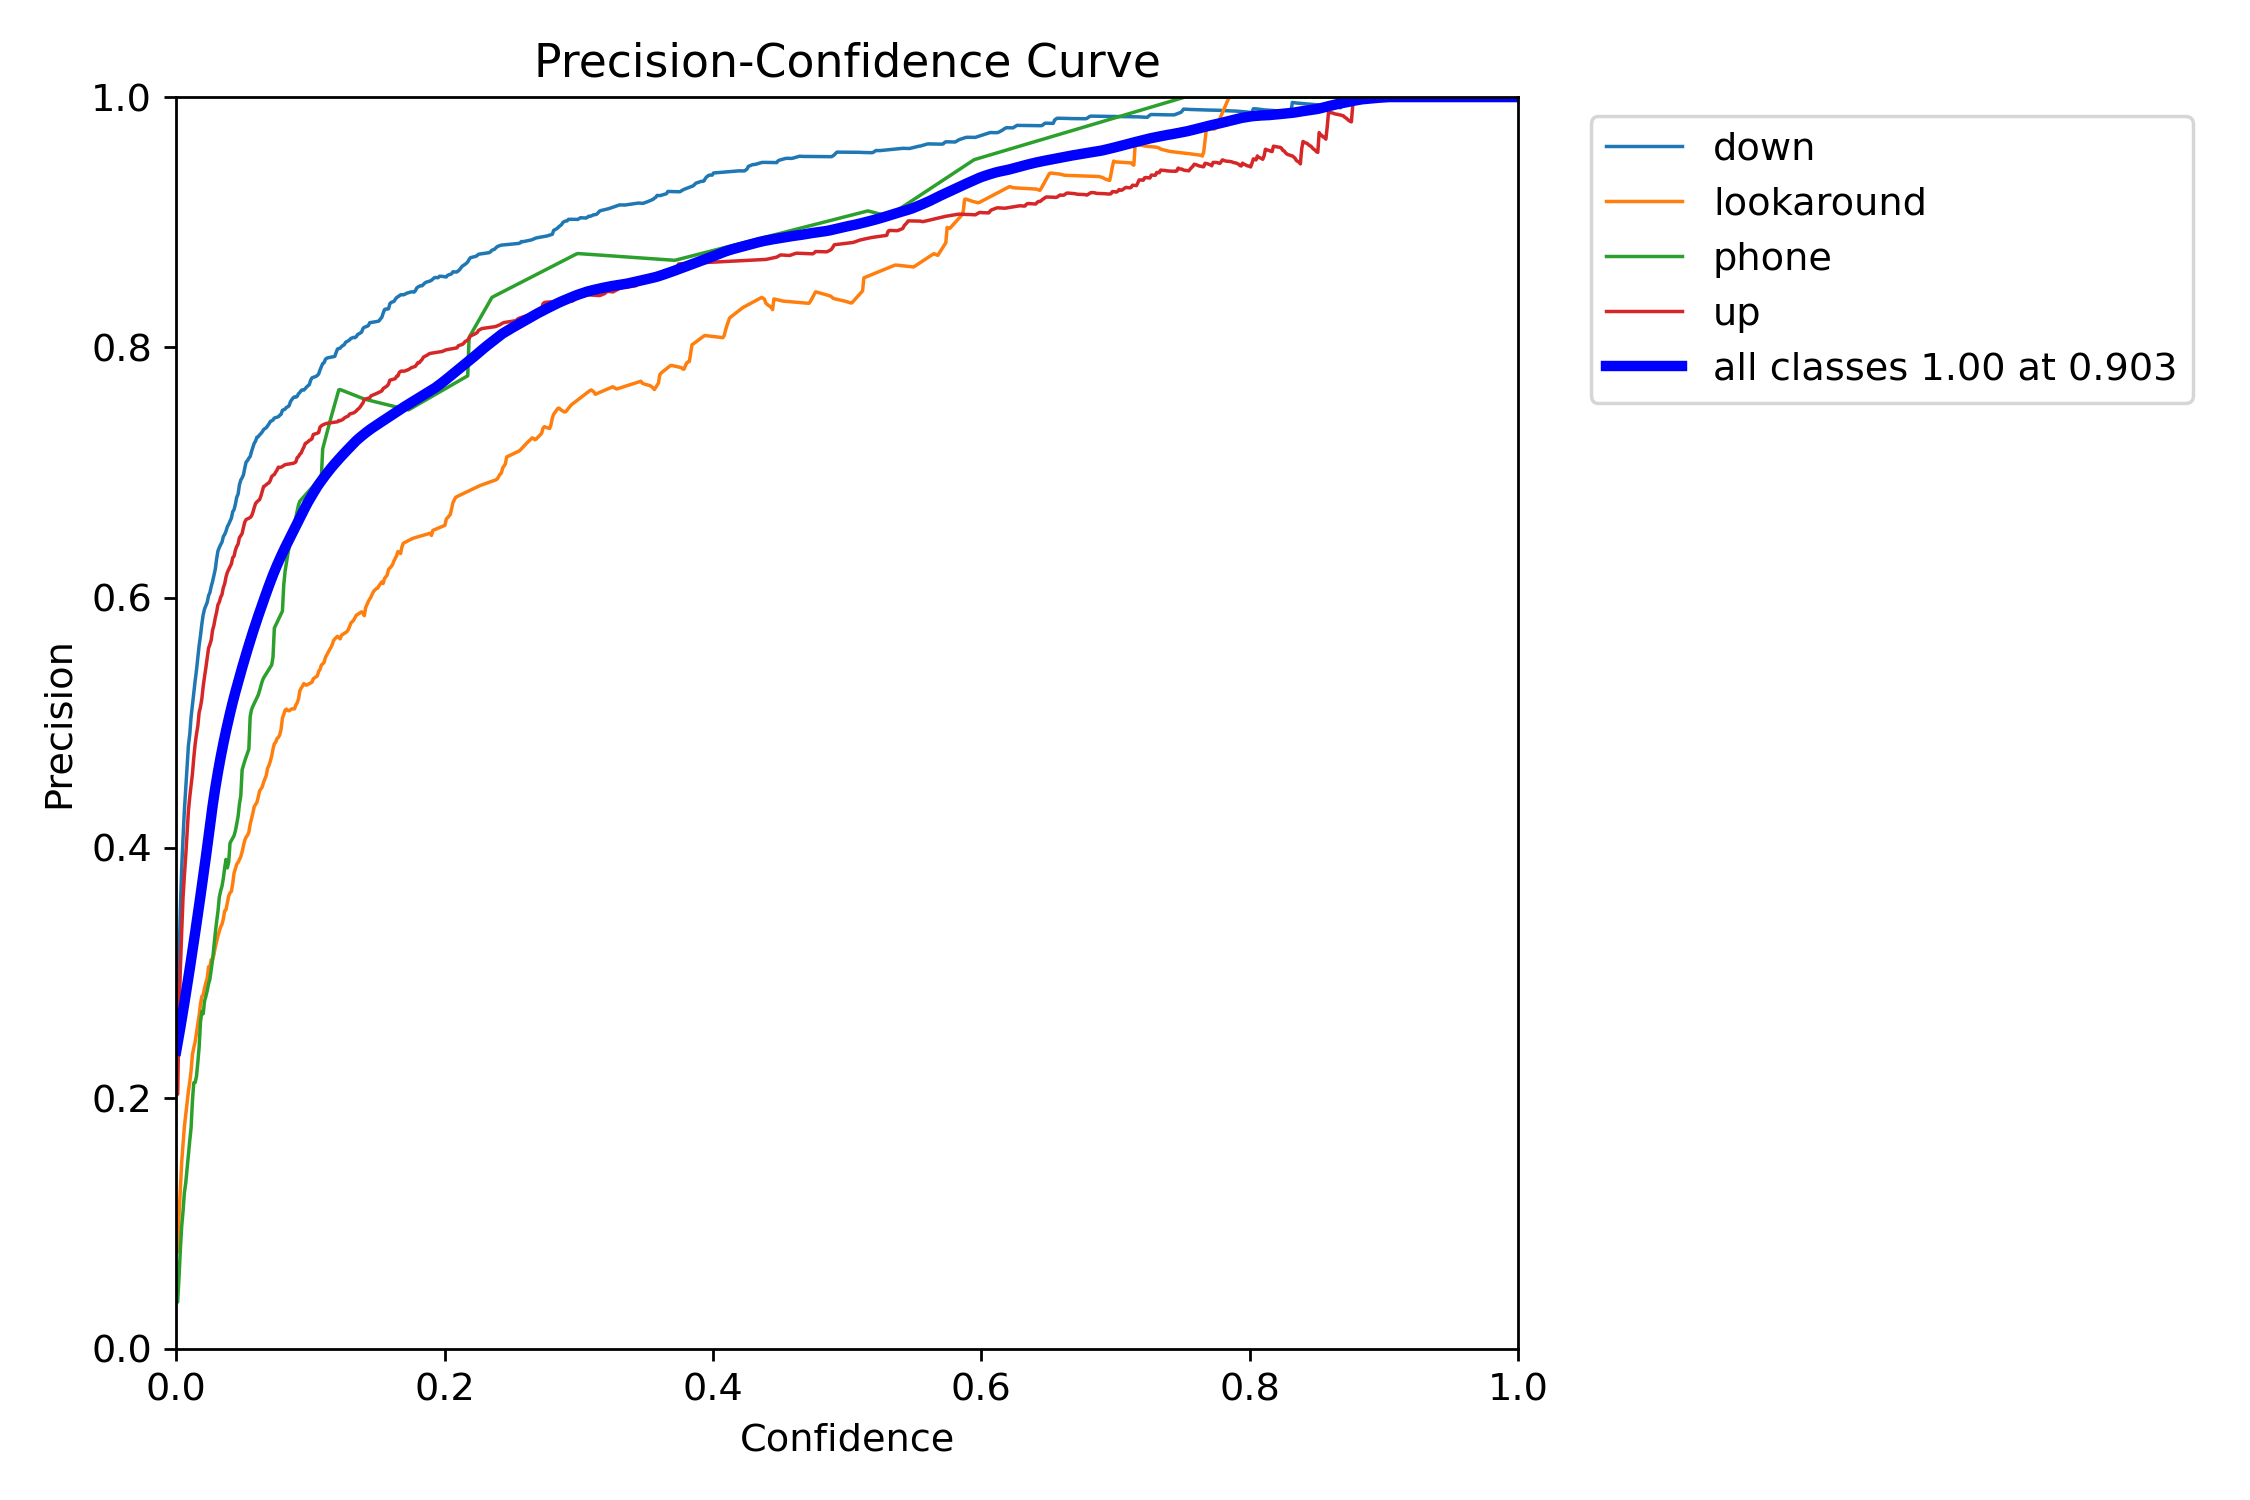 Precision-Confidence Curve
1.0
0.8
0.6
0.4
0.2
0.0
Precision
0.0 0.2 0.4 0.6 0.8 1.0
Confidence
down
lookaround
phone
up
all classes 1.00 at 0.903